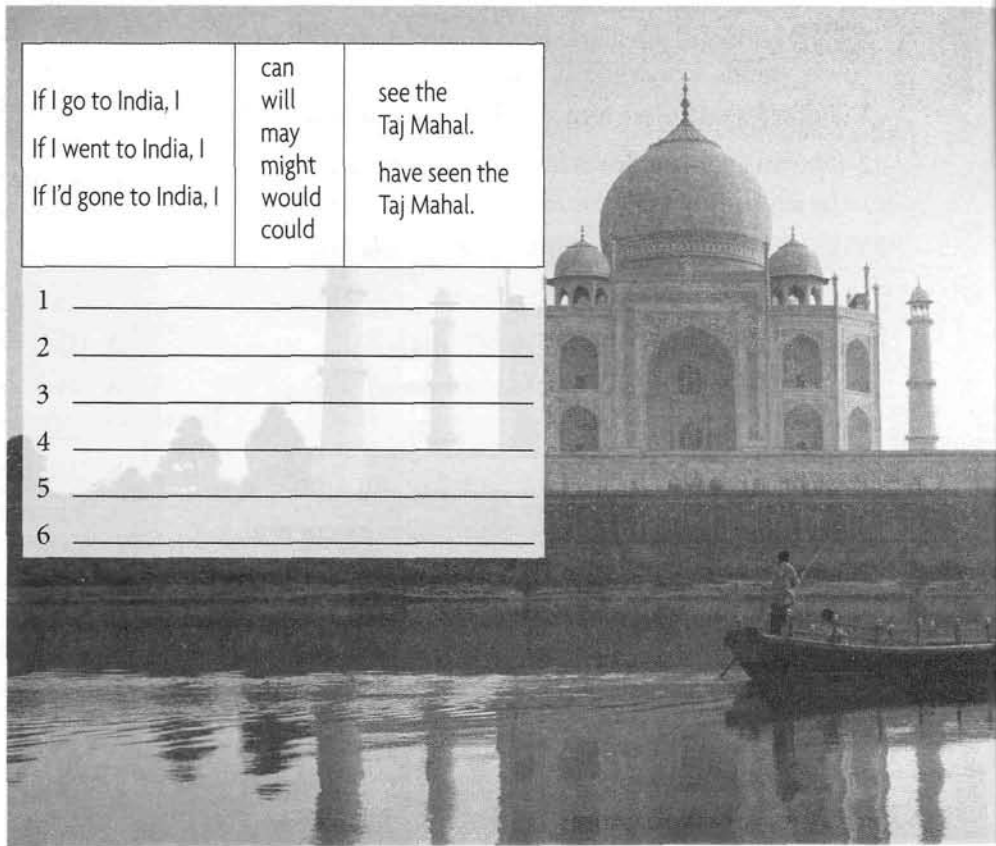 If I go to India, I
If I went to India, I
If I'd gone to India, I
can
will
may
might
would
could
see the
Taj Mahal.
have seen the
Taj Mahal.
1
2
3
4
5
6